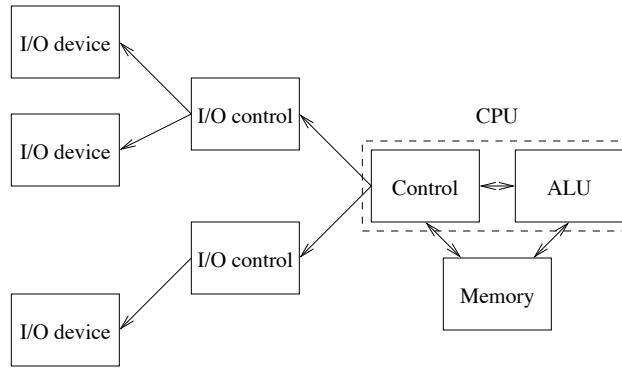 I/O device
I/O device
I/O device
I/O control
I/O control
CPU
Control
ALU
Memory